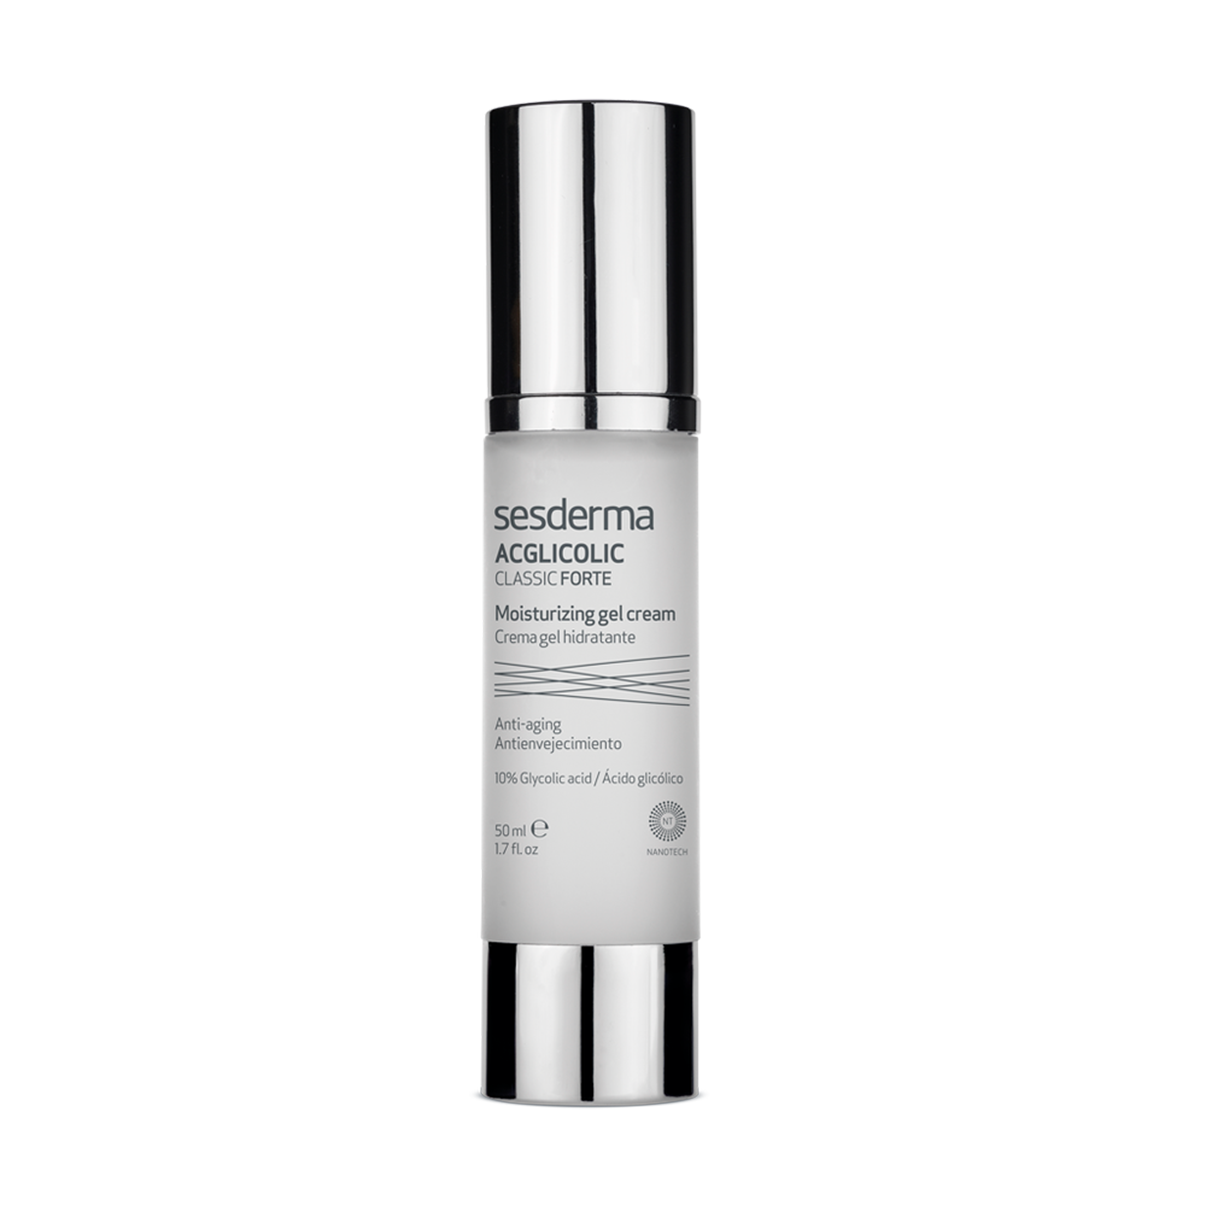 sesderma
ACGLICOLIC
CLASSIC FORTE
Moisturizing gel cream
Crema gel hidratante
Anti-aging
Antienvejecimiento
10% Glycolic acid / Ácido glicólico
50 ml ℮
1.7 fl. oz
NT
NANOTECH